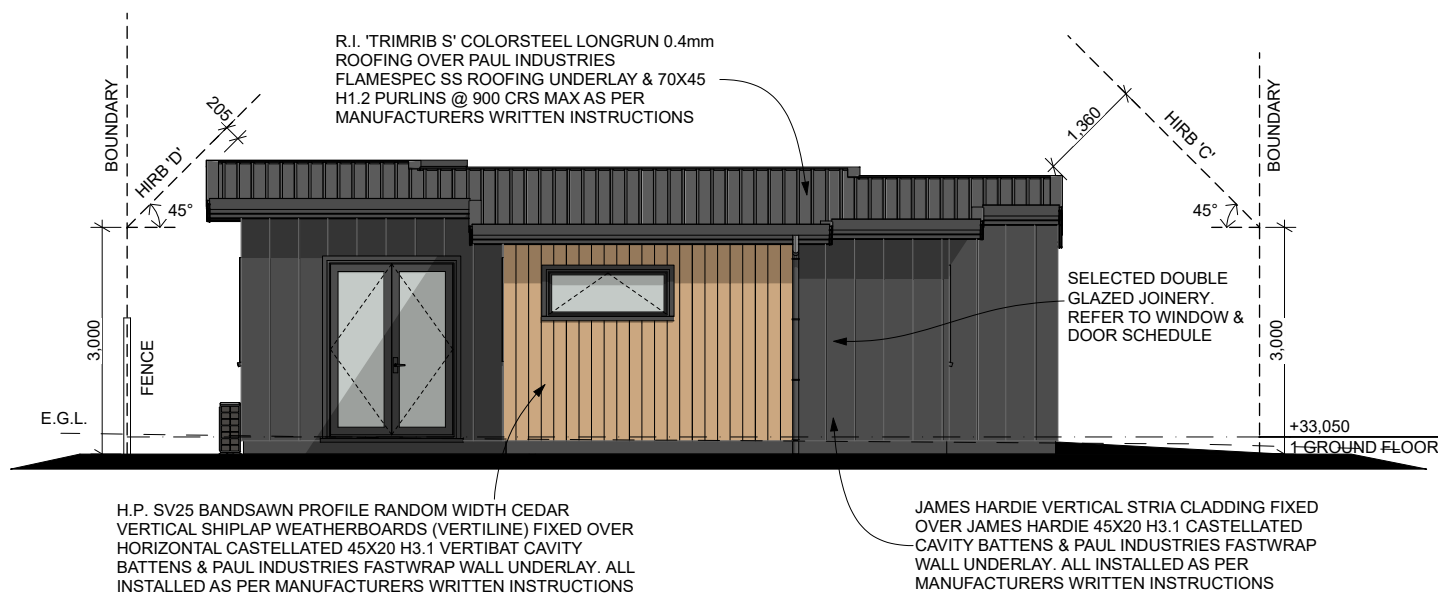 R.I. 'TRIMRIB S' COLORSTEEL LONGRUN 0.4mm
ROOFING OVER PAUL INDUSTRIES
FLAMESPEC SS ROOFING UNDERLAY & 70X45
H1.2 PURLINS @ 900 CRS MAX AS PER
MANUFACTURERS WRITTEN INSTRUCTIONS
BOUNDARY
205
HIRB 'D'
45°
3,000
FENCE
E.G.L.
1,360
HIRB 'C'
BOUNDARY
45°
3,000
SELECTED DOUBLE
GLAZED JOINERY.
REFER TO WINDOW &
DOOR SCHEDULE
+33,050
1 GROUND FLOOR
H.P. SV25 BANDSAWN PROFILE RANDOM WIDTH CEDAR
VERTICAL SHIPLAP WEATHERBOARDS (VERTILINE) FIXED OVER
HORIZONTAL CASTELLATED 45X20 H3.1 VERTIBAT CAVITY
BATTENS & PAUL INDUSTRIES FASTWRAP WALL UNDERLAY. ALL
INSTALLED AS PER MANUFACTURERS WRITTEN INSTRUCTIONS
JAMES HARDIE VERTICAL STRIA CLADDING FIXED
OVER JAMES HARDIE 45X20 H3.1 CASTELLATED
CAVITY BATTENS & PAUL INDUSTRIES FASTWRAP
WALL UNDERLAY. ALL INSTALLED AS PER
MANUFACTURERS WRITTEN INSTRUCTIONS